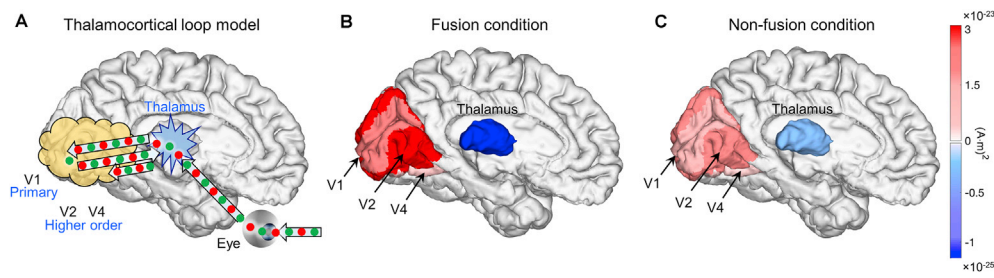 A Thalamocortical loop model
Thalamus
V1
Primary
V2 V4
Higher order
Eye
B Fusion condition
Thalamus
V1
V2
V4
C Non-fusion condition
Thalamus
V1
V2
V4
×10⁻²³
3
1.5
0
-0.5
-1
×10⁻²⁵
(A.m²)